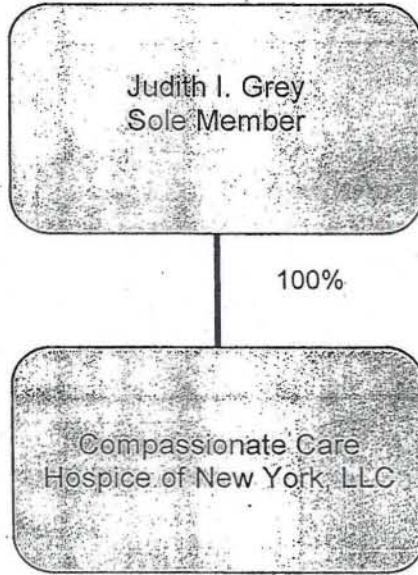 Judith I. Grey
Sole Member
100%
Compassionate Care
Hospice of New York, LLC